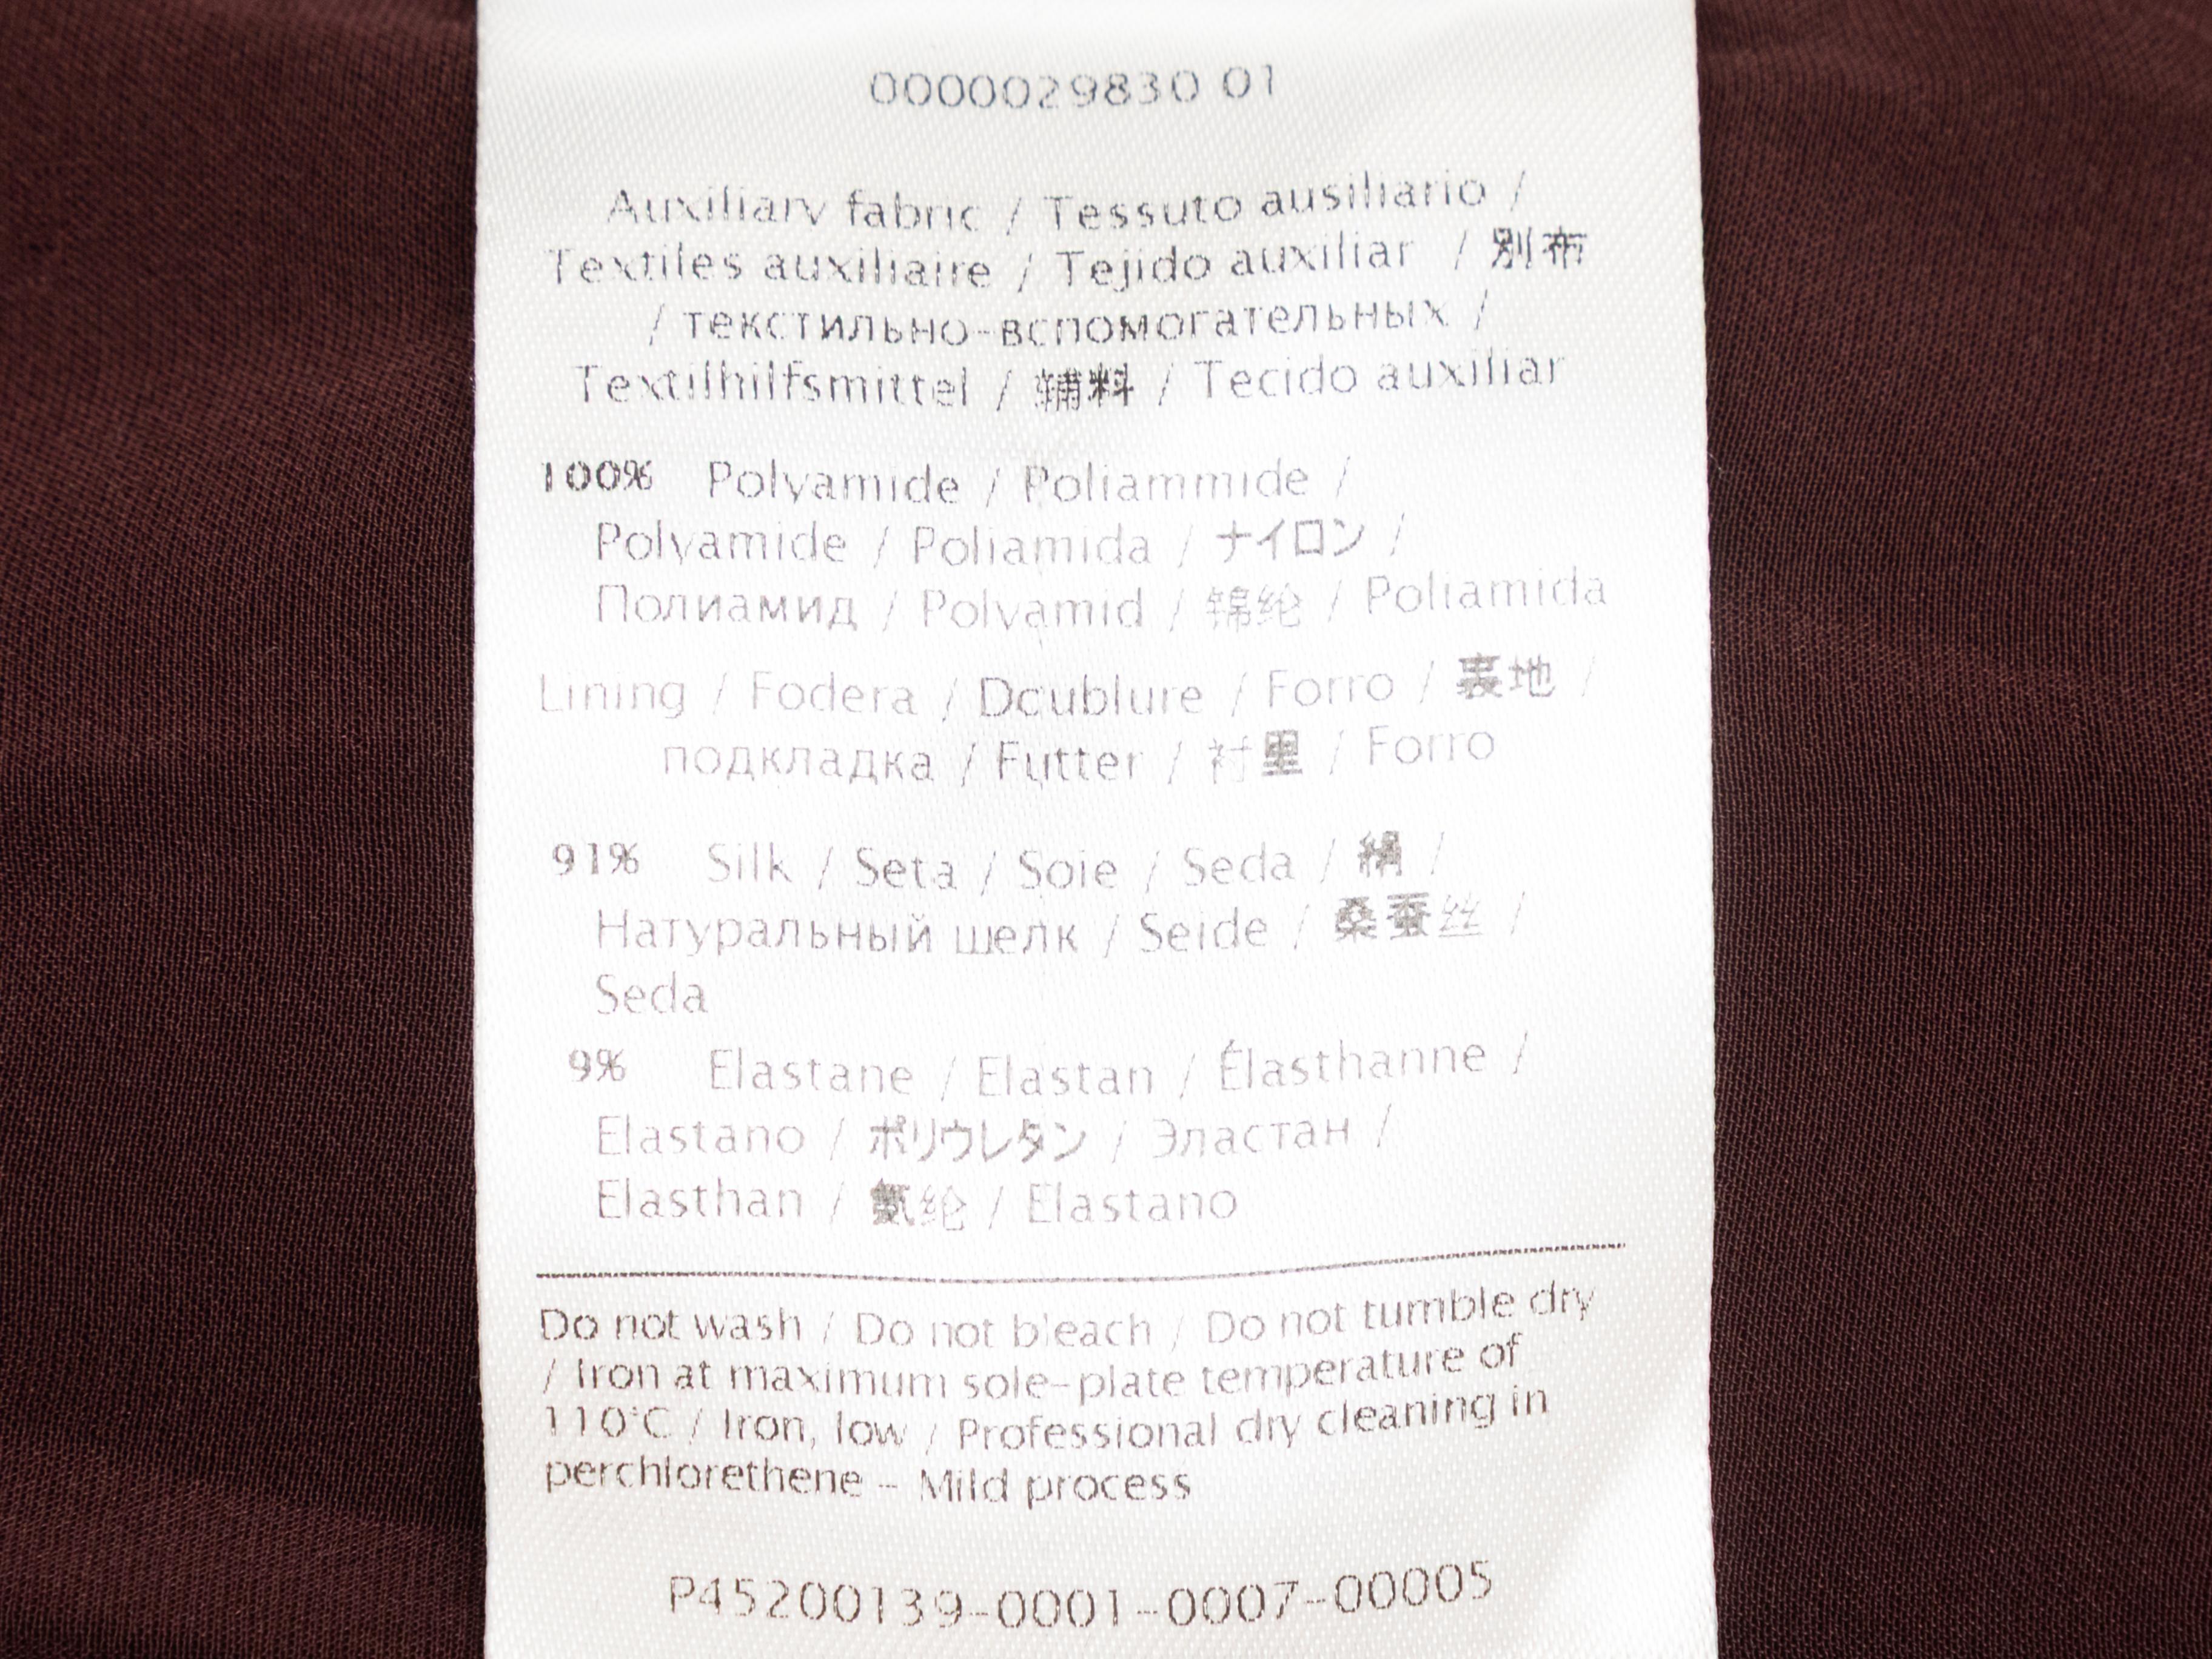 0000029830 01
Auxiliary fabric / Tessuto ausiliario /
Textiles auxiliaire / Tejido auxiliar / 別布
/ текстильно-вспомогательных /
Textilhilfsmittel / 辅料 / Tecido auxiliar
100% Polyamide / Poliammide /
Polyamide / Poliamida / ナイロン /
Полиамид / Polyamid / 锦纶 / Poliamida
Lining / Fodera / Doublure / Forro / 裏地 /
подкладка / Futter / 衬里 / Forro
91% Silk / Seta / Soie / Seda / 絹 /
Натуральный шелк / Seide / 桑蚕丝 /
Seda
9% Elastane / Elastan / Élasthanne /
Elastano / ポリウレタン / Эластан /
Elasthan / 氨纶 / Elastano
Do not wash / Do not bleach / Do not tumble dry
/ Iron at maximum sole-plate temperature of
110°C / Iron, low / Professional dry cleaning in
perchlorethene - Mild process
P45200139-0001-0007-00005